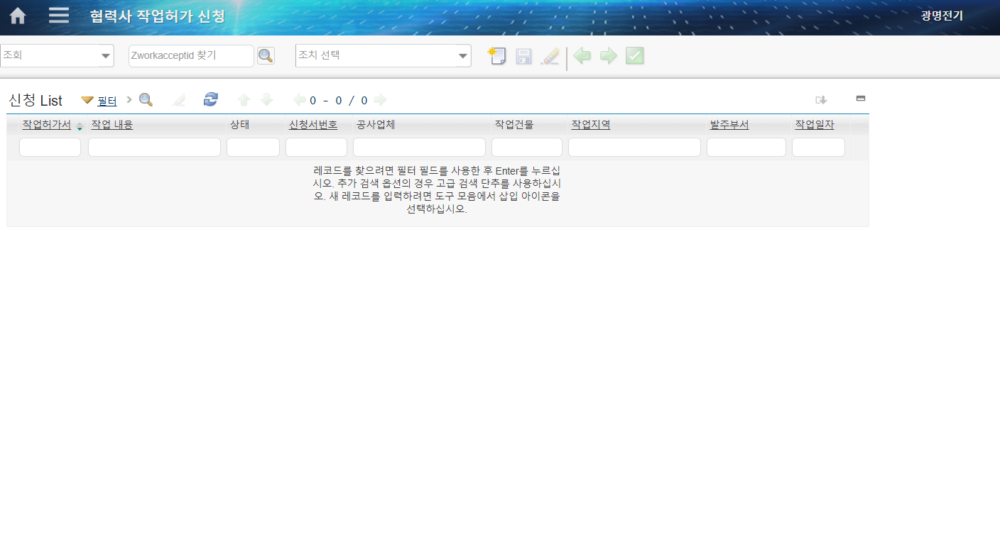 협력사 작업허가 신청
광명전기
조회
Zworkacceptid 찾기
조치 선택
신청 List
필터
0 - 0 / 0
작업허가서 작업 내용 상태 신청서번호 공사업체 작업건물 작업지역 발주부서 작업일자
레코드를 찾으려면 필터 필드를 사용한 후 Enter를 누르십
시오. 추가 검색 옵션의 경우 고급 검색 단추를 사용하십시
오. 새 레코드를 입력하려면 도구 모음에서 삽입 아이콘을
선택하십시오.